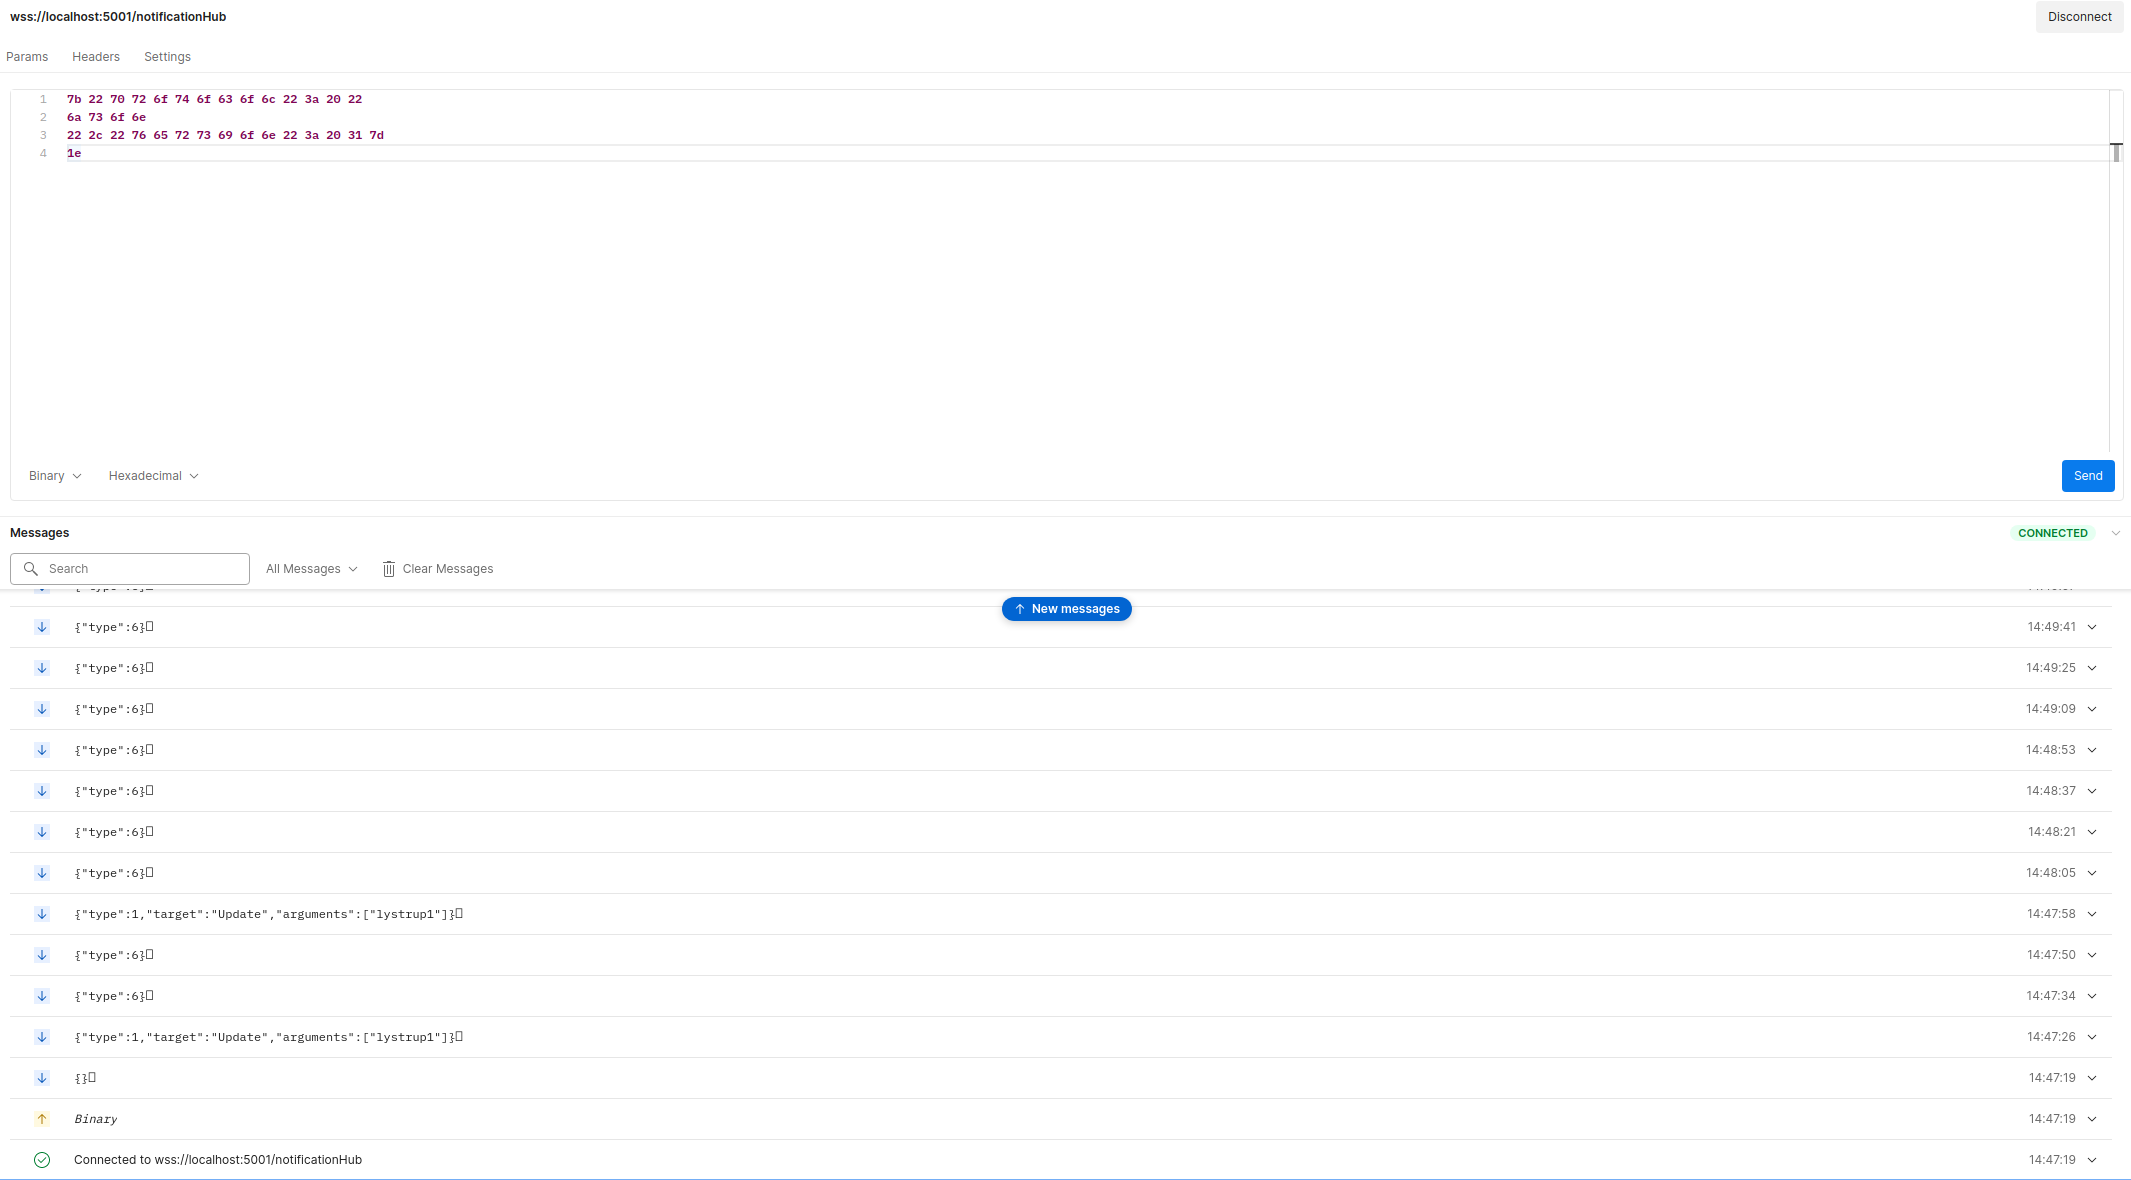 wss://localhost:5001/notificationHub
Disconnect
Params Headers Settings
1 7b 22 70 72 6f 74 6f 63 6f 6c 22 3a 20 22
2 6a 73 6f 6e
3 22 2c 22 76 65 72 73 69 6f 6e 22 3a 20 31 7d
4 1e
Binary Hexadecimal
Send
Messages
CONNECTED
Search All Messages Clear Messages
New messages
{"type":6} 14:49:41
{"type":6} 14:49:25
{"type":6} 14:49:09
{"type":6} 14:48:53
{"type":6} 14:48:37
{"type":6} 14:48:21
{"type":6} 14:48:05
{"type":1,"target":"Update","arguments":["lystrup1"]} 14:47:58
{"type":6} 14:47:50
{"type":6} 14:47:34
{"type":1,"target":"Update","arguments":["lystrup1"]} 14:47:26
{} 14:47:19
Binary 14:47:19
Connected to wss://localhost:5001/notificationHub 14:47:19